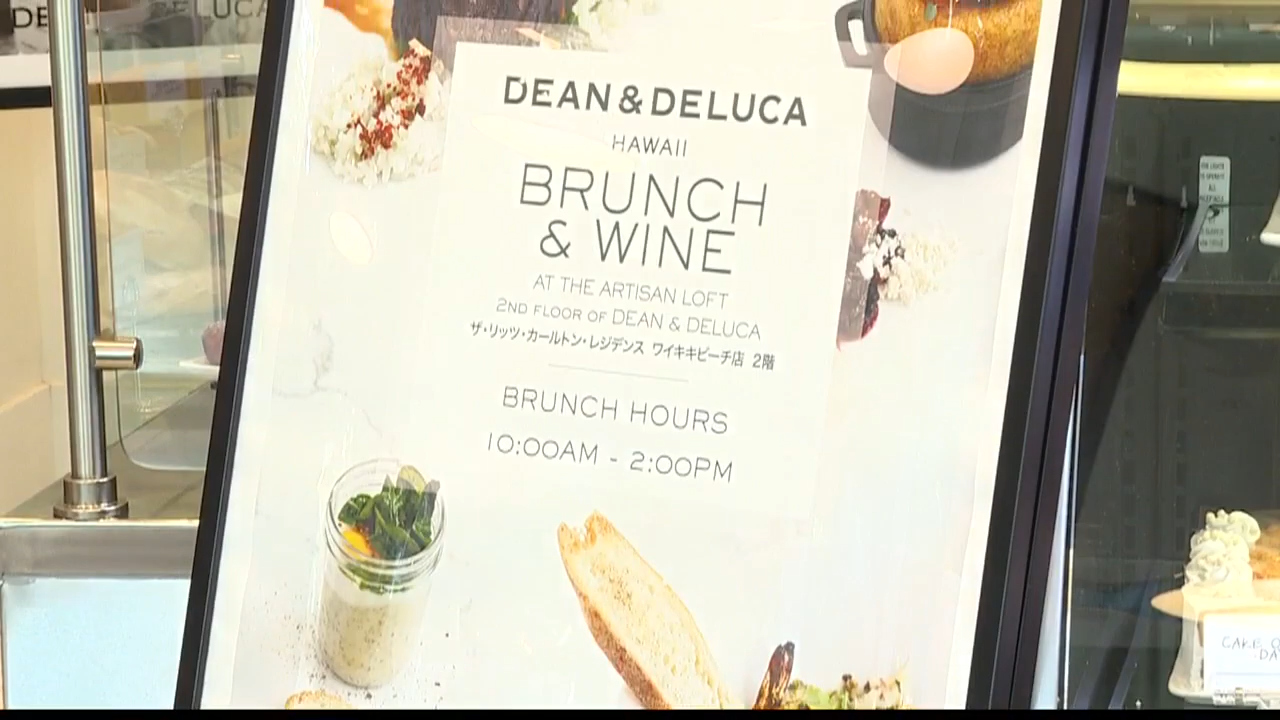 DELUCA
DEAN & DELUCA
HAWAII
BRUNCH
& WINE
AT THE ARTISAN LOFT
2ND FLOOR OF DEAN & DELUCA
ザ・リッツ・カールトン・レジデンス ワイキキビーチ店 2階
BRUNCH HOURS
10:00AM - 2:00PM
CAKE